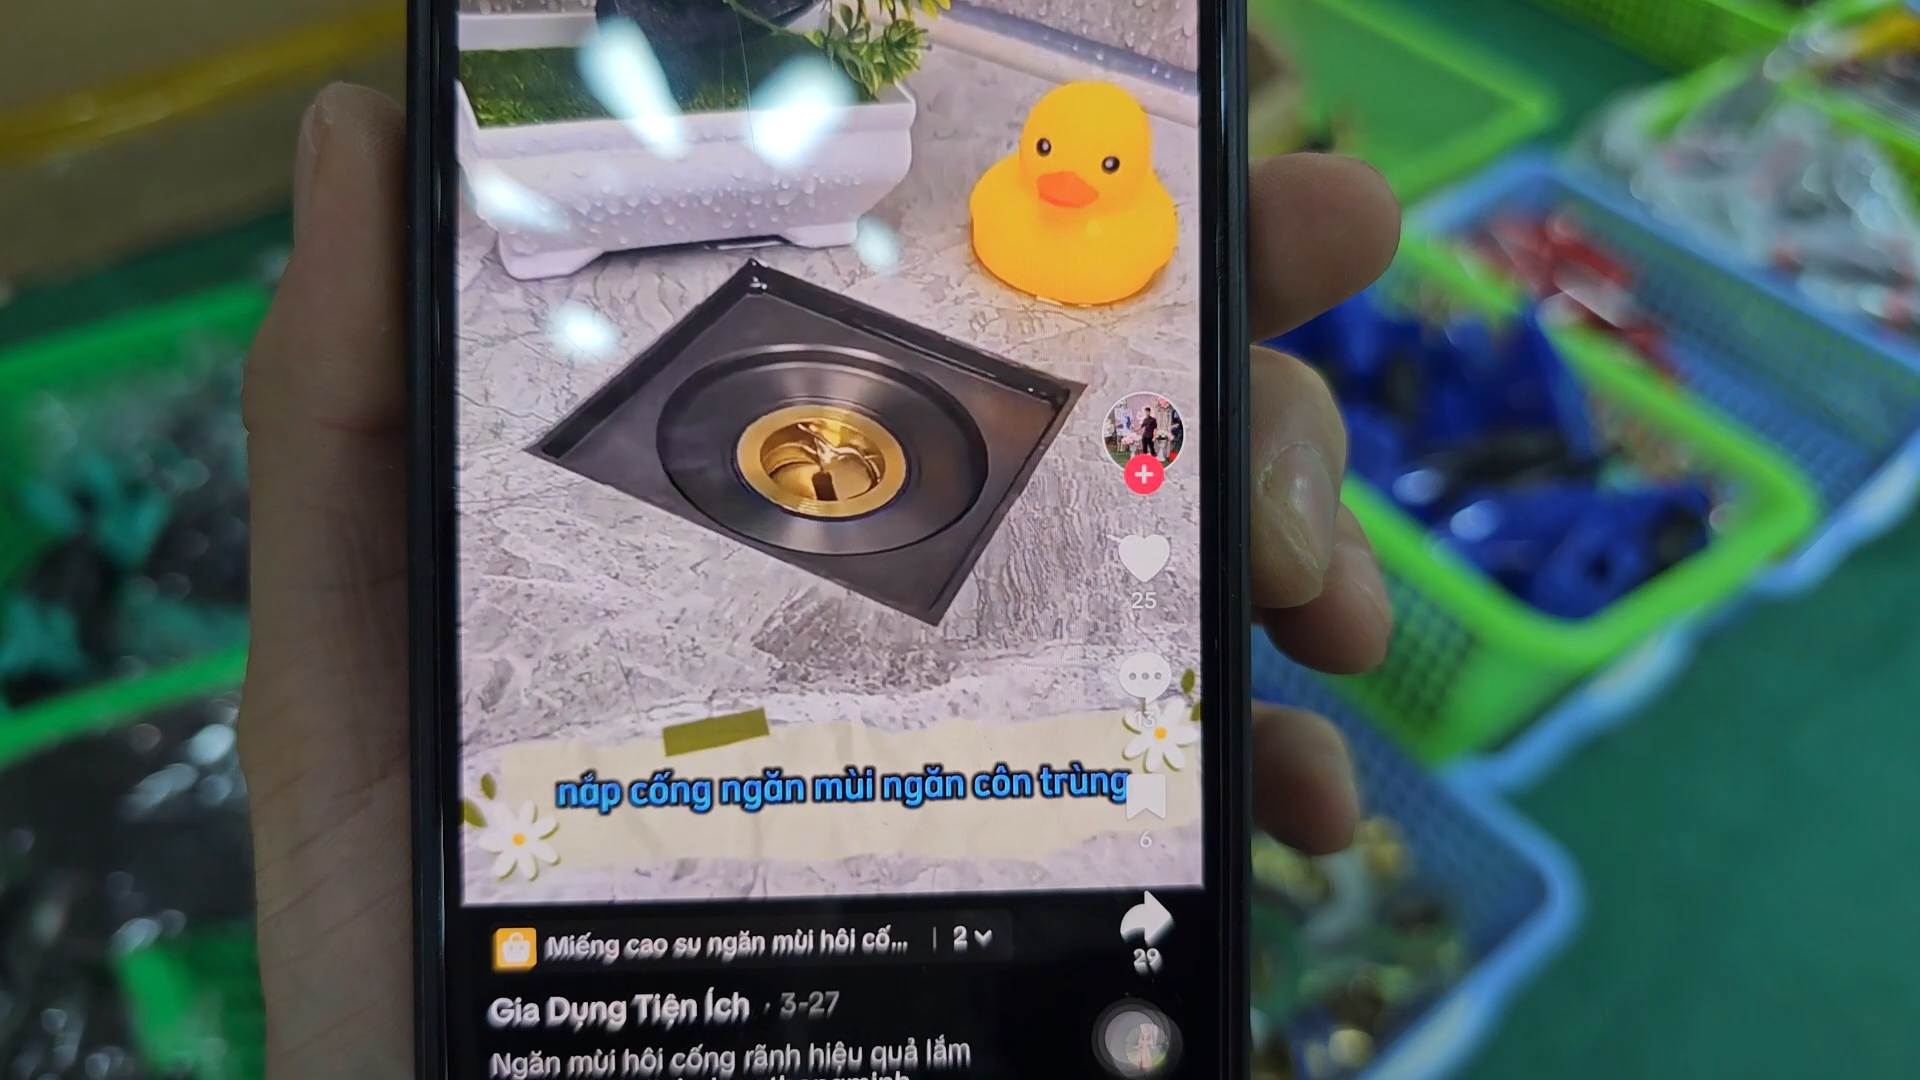 25
13
nắp cống ngăn mùi ngăn côn trùng
6
Miếng cao su ngăn mùi hôi cố... | 2
29
Gia Dụng Tiện Ích · 3-27
Ngăn mùi hôi cống rãnh hiệu quả lắm